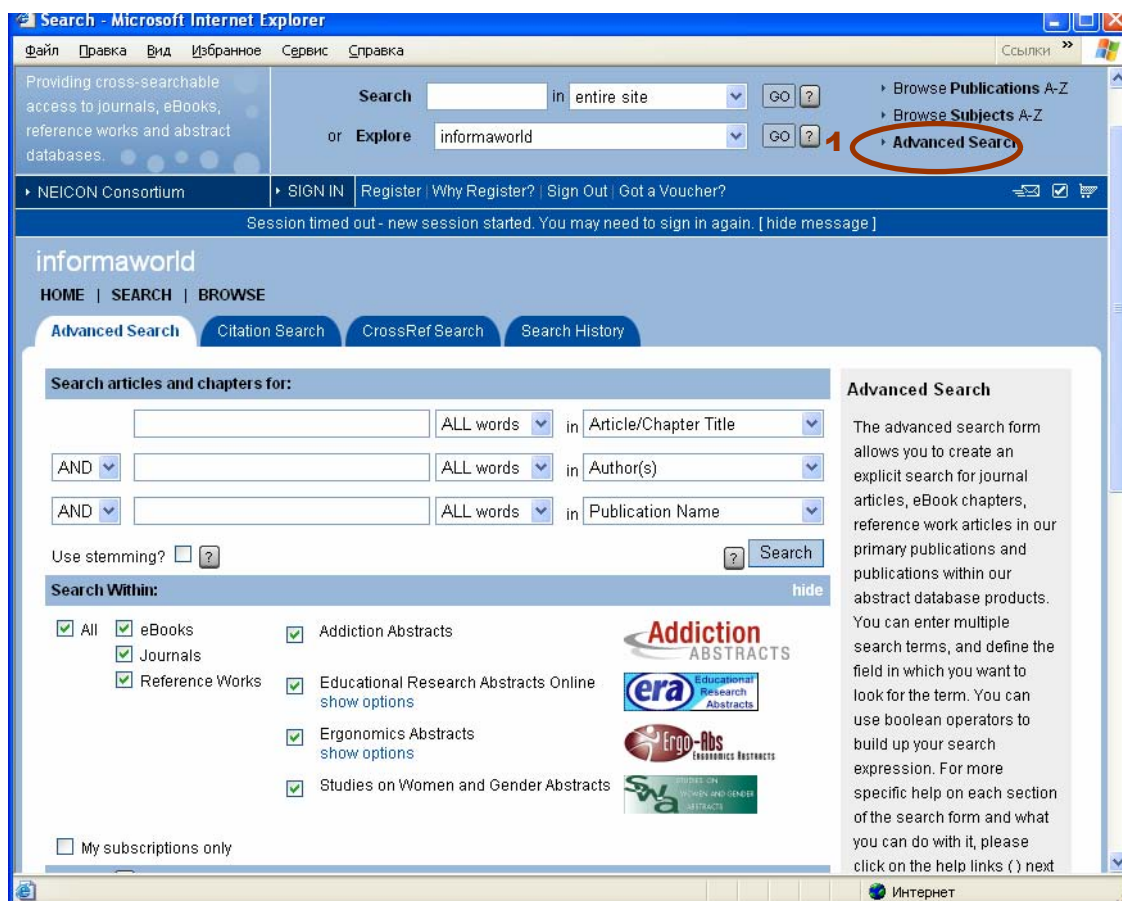 Search - Microsoft Internet Explorer
Файл Правка Вид Избранное Сервис Справка Ссылки »
Providing cross-searchable
access to journals, eBooks,
reference works and abstract
databases.
Search in entire site GO ?
or Explore informaworld GO ?
1
Browse Publications A-Z
Browse Subjects A-Z
Advanced Search
NEICON Consortium SIGN IN Register | Why Register? | Sign Out | Got a Voucher?
Session timed out - new session started. You may need to sign in again. [ hide message ]
informaworld
HOME | SEARCH | BROWSE
Advanced Search Citation Search CrossRef Search Search History
Search articles and chapters for:
ALL words in Article/Chapter Title
AND ALL words in Author(s)
AND ALL words in Publication Name
Use stemming? ? ? Search
Search Within: hide
All eBooks
Journals
Reference Works
Addiction Abstracts
Addiction
ABSTRACTS
Educational Research Abstracts Online
show options
era Educational
Research
Abstracts
Ergonomics Abstracts
show options
Ergo-Abs
Ergonomics Abstracts
Studies on Women and Gender Abstracts
SWa
STUDIES ON
WOMEN AND GENDER
ABSTRACTS
My subscriptions only
Advanced Search
The advanced search form
allows you to create an
explicit search for journal
articles, eBook chapters,
reference work articles in our
primary publications and
publications within our
abstract database products.
You can enter multiple
search terms, and define the
field in which you want to
look for the term. You can
use boolean operators to
build up your search
expression. For more
specific help on each section
of the search form and what
you can do with it, please
click on the help links ( ) next
Интернет